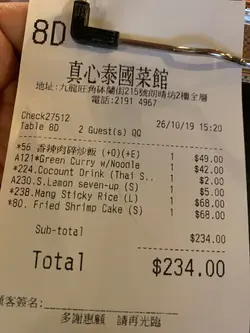 8D
真心泰國菜館
地址:九龍旺角砵蘭街215號朗晴坊2樓全層
電話:2191 4967
Check27512 26/10/19 15:20
Table 8D 2 Guest(s) QQ
*56 香辣肉碎炒飯 (+O)(+E) 1 $49.00
A121*Green Curry w/Noodle 1 $42.00
*224.Cocount Drink (Thai S.. 1 $2.00
A230.S.Lemon seven-up (S) 1 $5.00
*23B.Mang Sticky Rice (L) 1 $68.00
*80. Fried Shrimp Cake (S) 1 $68.00
Sub-total $234.00
Total $234.00
顧客簽名:
多謝惠顧 請再光臨